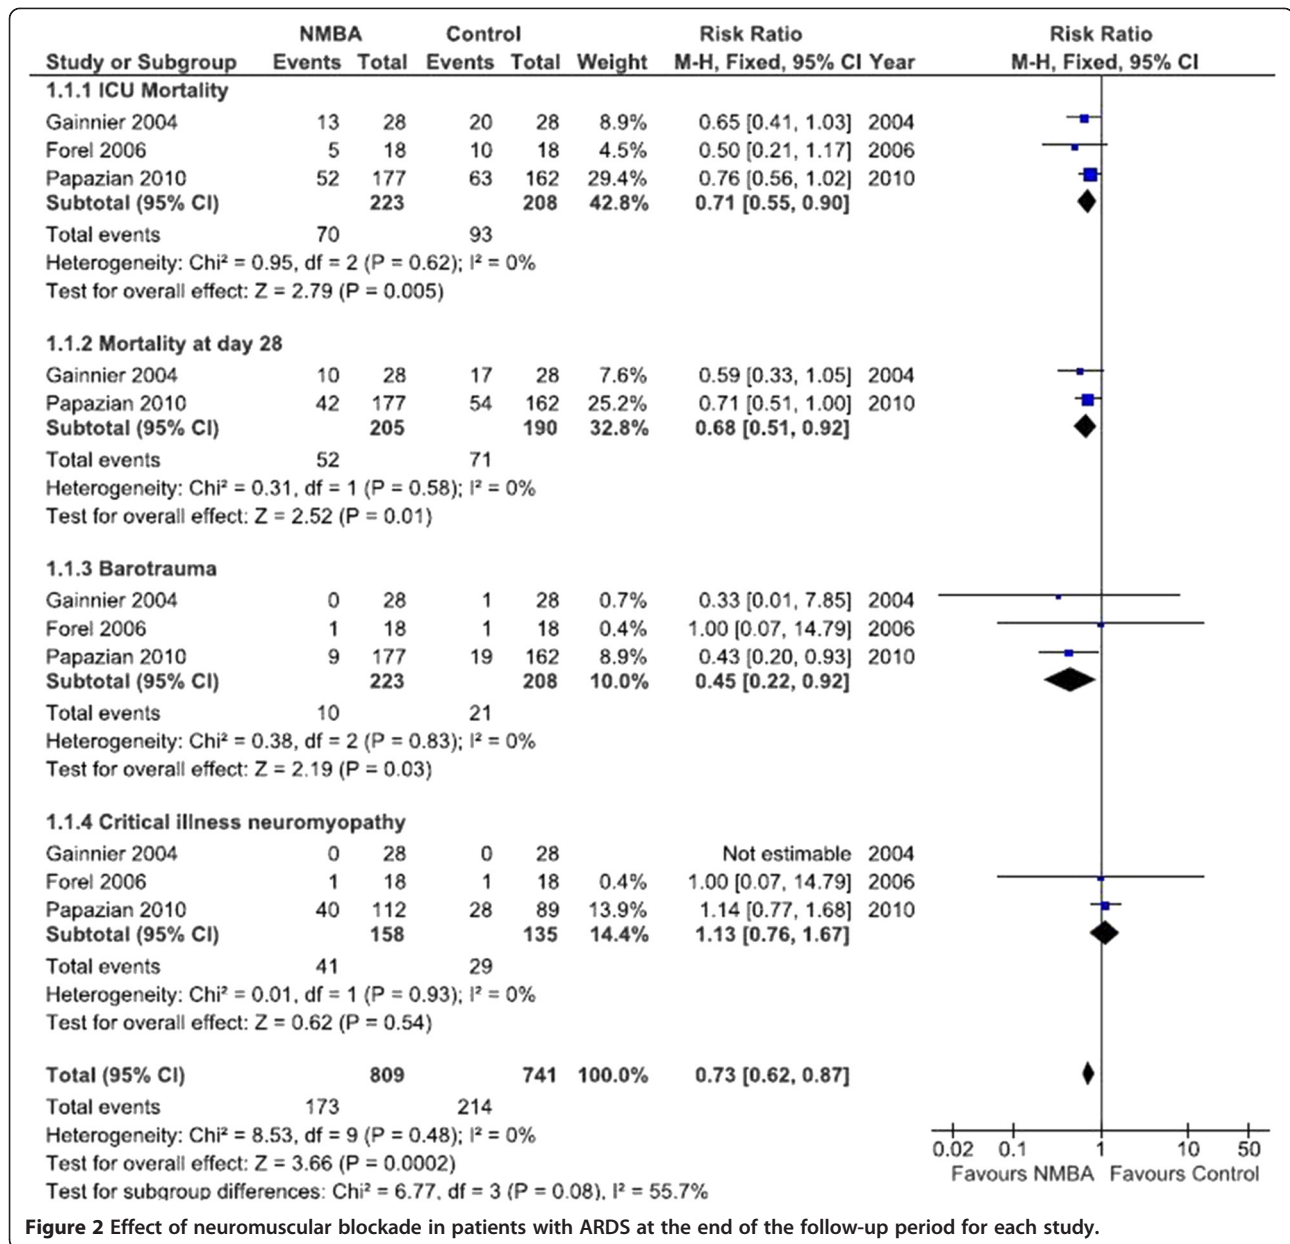 NMBA Control Risk Ratio Risk Ratio
Study or Subgroup Events Total Events Total Weight M-H, Fixed, 95% CI Year M-H, Fixed, 95% CI
1.1.1 ICU Mortality
Gainnier 2004 13 28 20 28 8.9% 0.65 [0.41, 1.03] 2004
Forel 2006 5 18 10 18 4.5% 0.50 [0.21, 1.17] 2006
Papazian 2010 52 177 63 162 29.4% 0.76 [0.56, 1.02] 2010
Subtotal (95% CI) 223 208 42.8% 0.71 [0.55, 0.90]
Total events 70 93
Heterogeneity: Chi² = 0.95, df = 2 (P = 0.62); I² = 0%
Test for overall effect: Z = 2.79 (P = 0.005)
1.1.2 Mortality at day 28
Gainnier 2004 10 28 17 28 7.6% 0.59 [0.33, 1.05] 2004
Papazian 2010 42 177 54 162 25.2% 0.71 [0.51, 1.00] 2010
Subtotal (95% CI) 205 190 32.8% 0.68 [0.51, 0.92]
Total events 52 71
Heterogeneity: Chi² = 0.31, df = 1 (P = 0.58); I² = 0%
Test for overall effect: Z = 2.52 (P = 0.01)
1.1.3 Barotrauma
Gainnier 2004 0 28 1 28 0.7% 0.33 [0.01, 7.85] 2004
Forel 2006 1 18 1 18 0.4% 1.00 [0.07, 14.79] 2006
Papazian 2010 9 177 19 162 8.9% 0.43 [0.20, 0.93] 2010
Subtotal (95% CI) 223 208 10.0% 0.45 [0.22, 0.92]
Total events 10 21
Heterogeneity: Chi² = 0.38, df = 2 (P = 0.83); I² = 0%
Test for overall effect: Z = 2.19 (P = 0.03)
1.1.4 Critical illness neuromyopathy
Gainnier 2004 0 28 0 28 Not estimable 2004
Forel 2006 1 18 1 18 0.4% 1.00 [0.07, 14.79] 2006
Papazian 2010 40 112 28 89 13.9% 1.14 [0.77, 1.68] 2010
Subtotal (95% CI) 158 135 14.4% 1.13 [0.76, 1.67]
Total events 41 29
Heterogeneity: Chi² = 0.01, df = 1 (P = 0.93); I² = 0%
Test for overall effect: Z = 0.62 (P = 0.54)
Total (95% CI) 809 741 100.0% 0.73 [0.62, 0.87]
Total events 173 214
Heterogeneity: Chi² = 8.53, df = 9 (P = 0.48); I² = 0%
Test for overall effect: Z = 3.66 (P = 0.0002)
Test for subgroup differences: Chi² = 6.77, df = 3 (P = 0.08), I² = 55.7%
0.02 0.1 1 10 50
Favours NMBA Favours Control
Figure 2 Effect of neuromuscular blockade in patients with ARDS at the end of the follow-up period for each study.